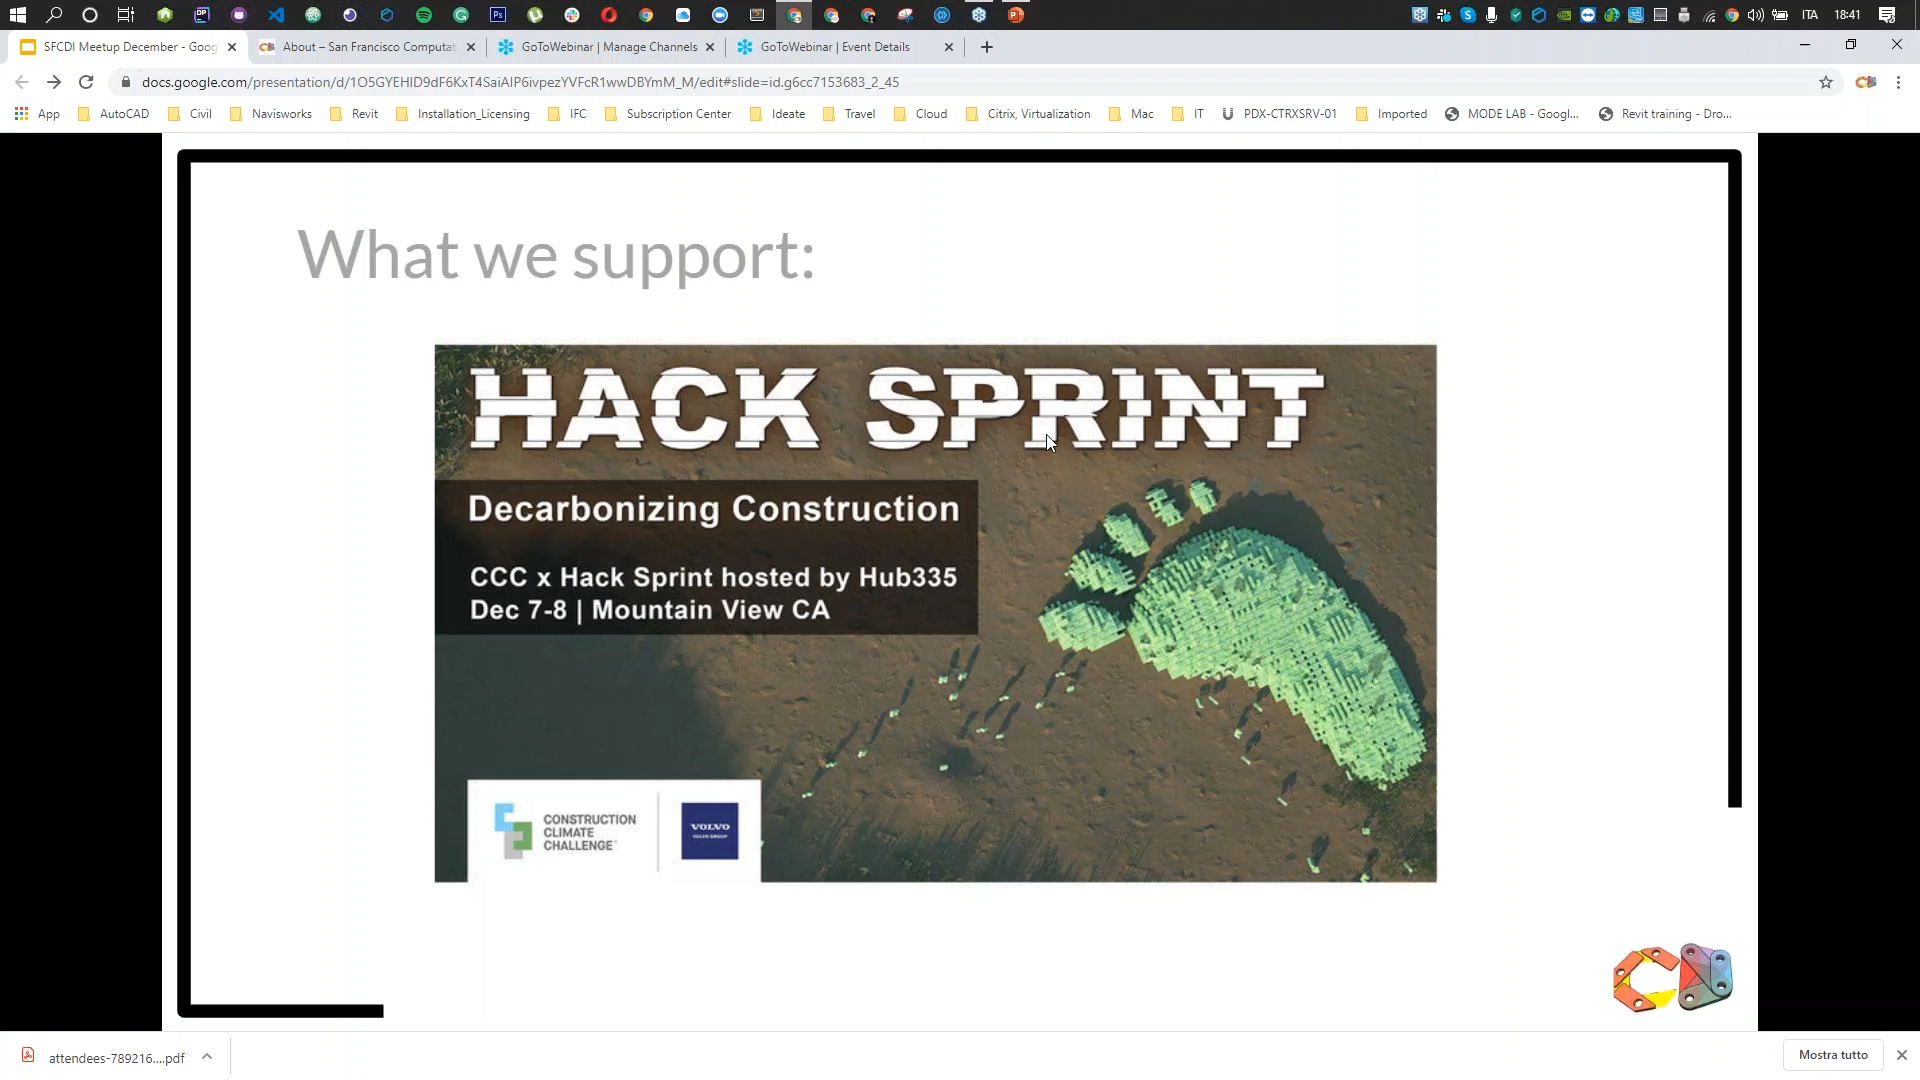 ITA
18:41
SFCDI Meetup December - Goog
About – San Francisco Computat
GoToWebinar | Manage Channels
GoToWebinar | Event Details
docs.google.com/presentation/d/1O5GYEHlD9dF6KxT4SaiAlP6ivpezYVFcR1wwDBYmM_M/edit#slide=id.g6cc7153683_2_45
App
AutoCAD
Civil
Navisworks
Revit
Installation_Licensing
IFC
Subscription Center
Ideate
Travel
Cloud
Citrix, Virtualization
Mac
IT
PDX-CTRXSRV-01
Imported
MODE LAB - Googl...
Revit training - Dro...
What we support:
HACK SPRINT
Decarbonizing Construction
CCC x Hack Sprint hosted by Hub335
Dec 7-8 | Mountain View CA
CONSTRUCTION
CLIMATE
CHALLENGE™
VOLVO
VOLVO GROUP
attendees-789216....pdf
Mostra tutto